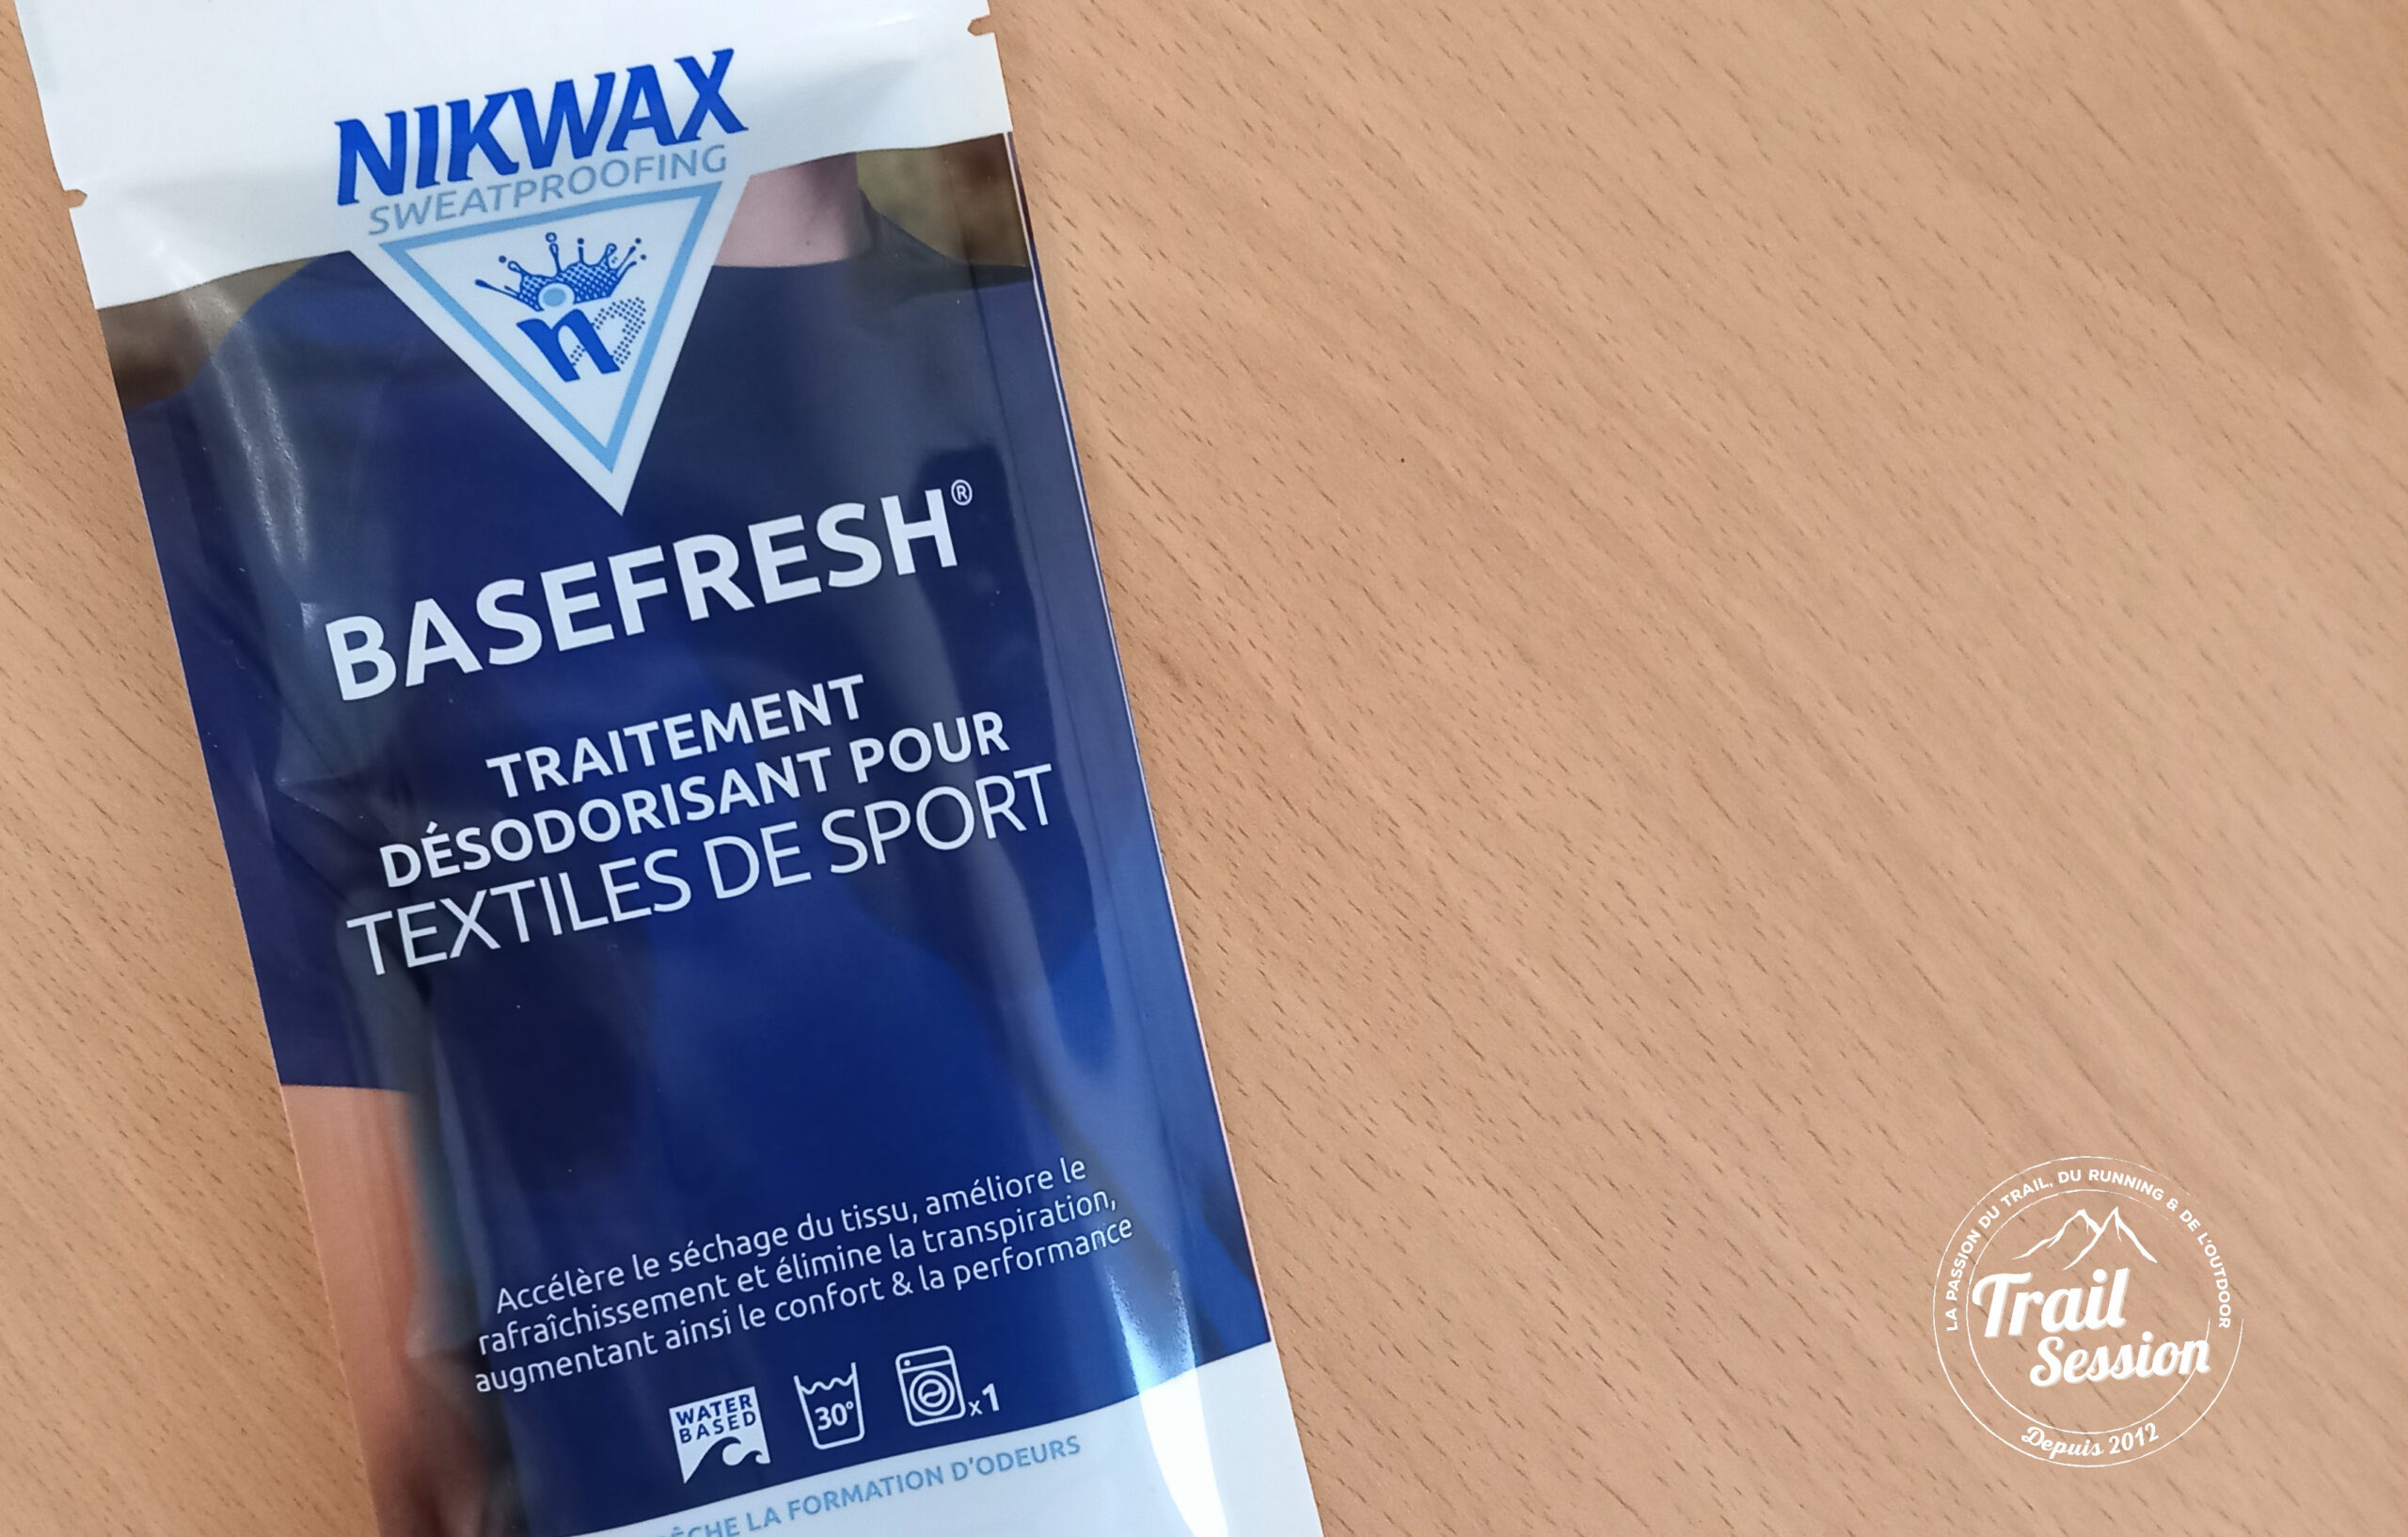 NIKWAX
SWEATPROOFING
n
BASEFRESH®
TRAITEMENT
DÉSODORISANT POUR
TEXTILES DE SPORT
Accélère le séchage du tissu, améliore le
rafraîchissement et élimine la transpiration,
augmentant ainsi le confort & la performance
WATER
BASED
30°
x1
LA FORMATION D'ODEURS
LA PASSION DU TRAIL, DU RUNNING & DE L'OUTDOOR
Trail
Session
Depuis 2012